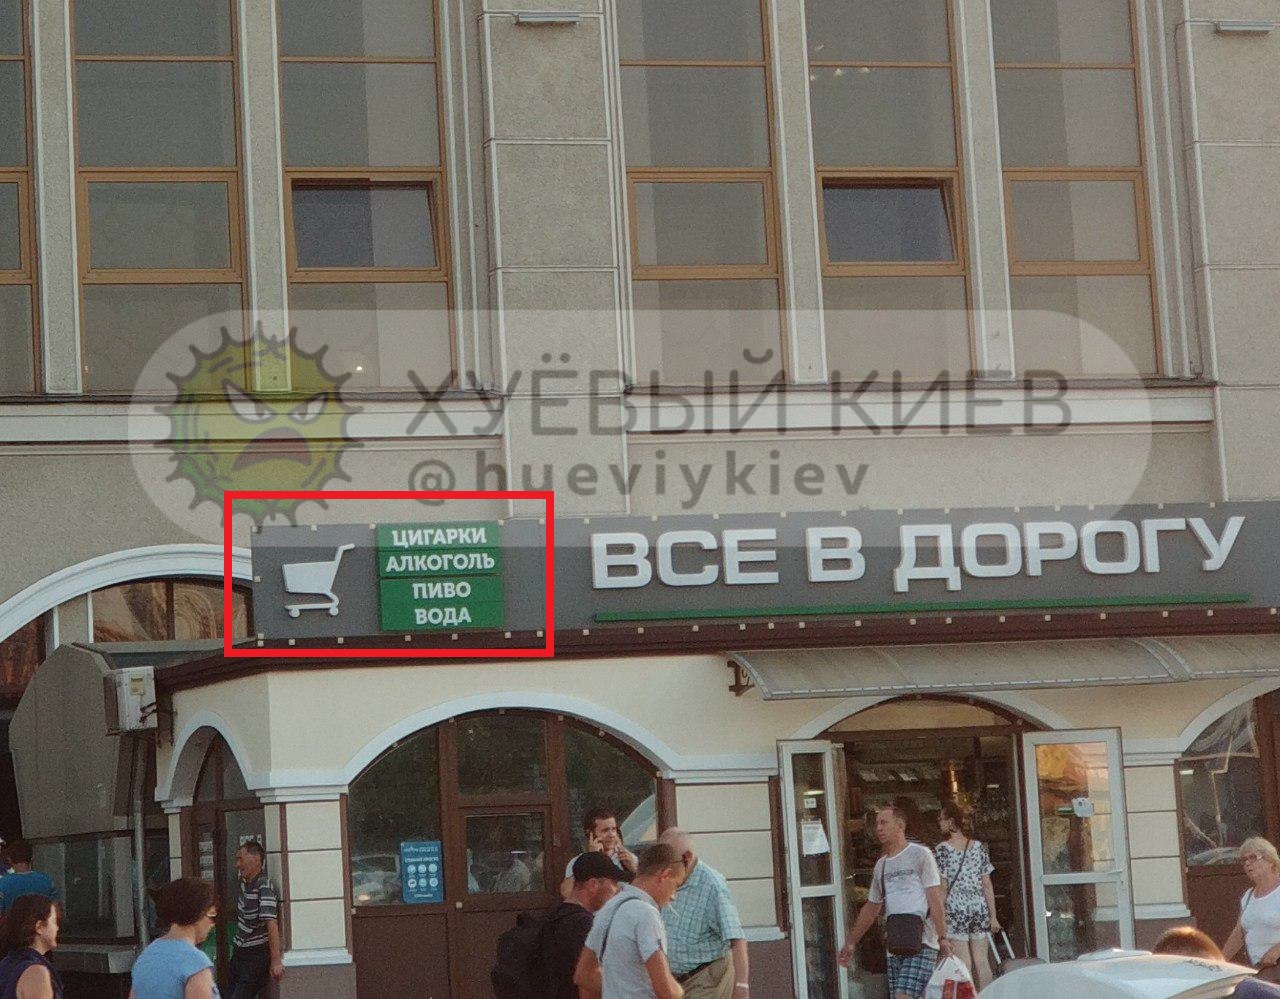 ХУЁВЫЙ КИЕВ
@hueviykiev
ЦИГАРКИ
АЛКОГОЛЬ
ПИВО
ВОДА
ВСЕ В ДОРОГУ